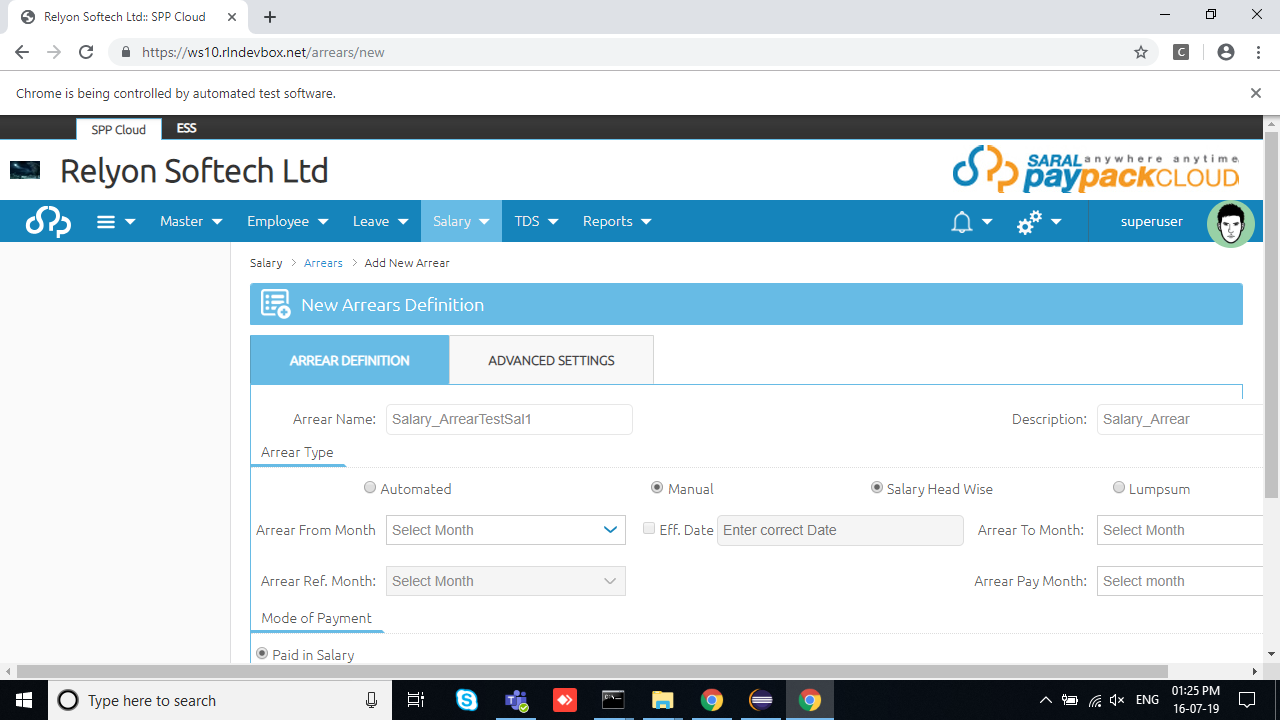 Relyon Softech Ltd:: SPP Cloud
https://ws10.rlndevbox.net/arrears/new
C
Chrome is being controlled by automated test software.
SPP Cloud ESS
Relyon Softech Ltd
SARAL anywhere anytime
paypackCLOUD
Master Employee Leave Salary TDS Reports superuser
Salary > Arrears > Add New Arrear
New Arrears Definition
ARREAR DEFINITION ADVANCED SETTINGS
Arrear Name: Salary_ArrearTestSal1 Description: Salary_Arrear
Arrear Type
Automated Manual Salary Head Wise Lumpsum
Arrear From Month Select Month Eff. Date Enter correct Date Arrear To Month: Select Month
Arrear Ref. Month: Select Month Arrear Pay Month: Select month
Mode of Payment
Paid in Salary
Type here to search ENG 01:25 PM
16-07-19